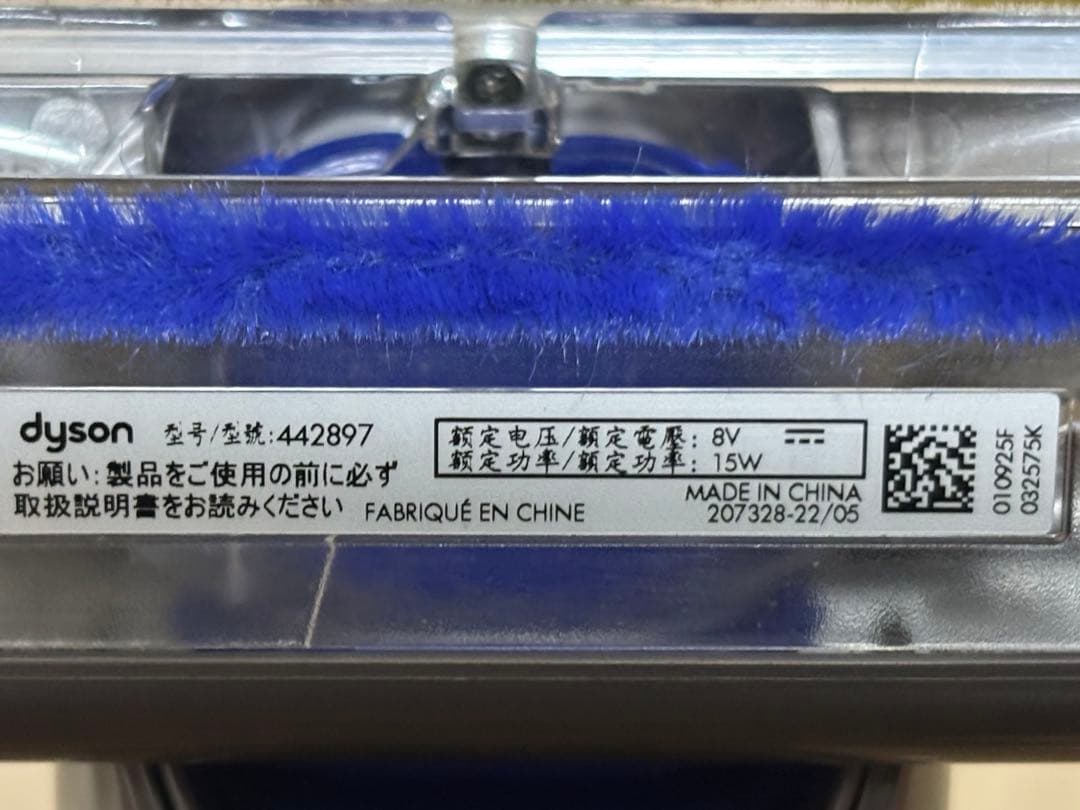 dyson 型号/型號:442897
お願い:製品をご使用の前に必ず
取扱説明書をお読みください
FABRIQUÉ EN CHINE
额定电压/額定電壓: 8V
额定功率/額定功率: 15W
MADE IN CHINA
207328-22/05
010925F
032575K